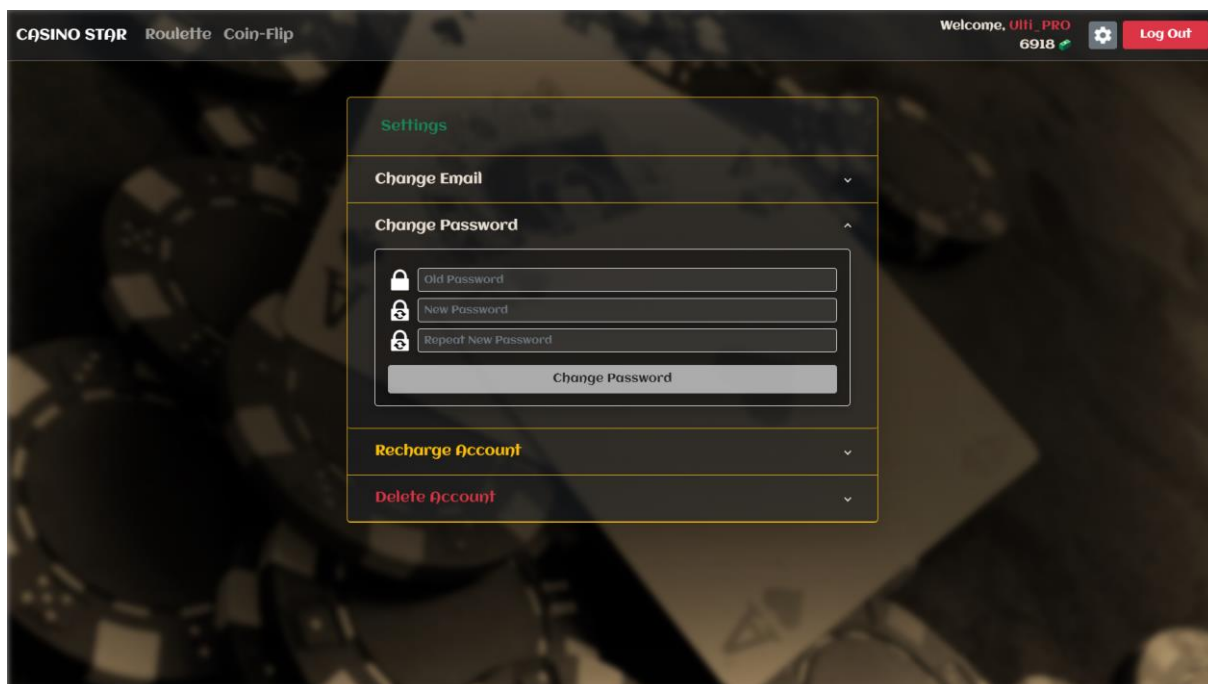 CASINO STAR Roulette Coin-Flip
Welcome, Ulti_PRO
6918
Log Out
Settings
Change Email
Change Password
Old Password
New Password
Repeat New Password
Change Password
Recharge Account
Delete Account